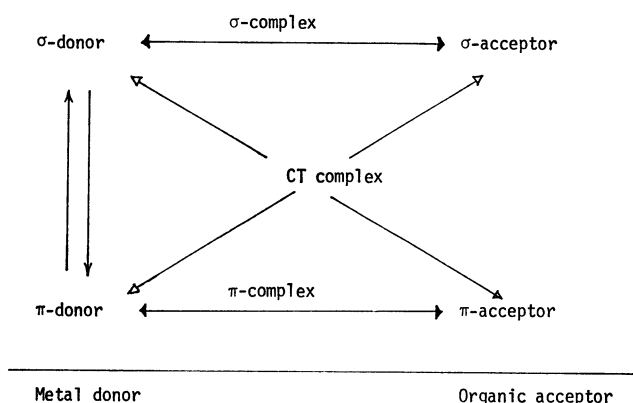 σ-complex
σ-donor σ-acceptor
CT complex
π-complex
π-donor π-acceptor
Metal donor Organic acceptor